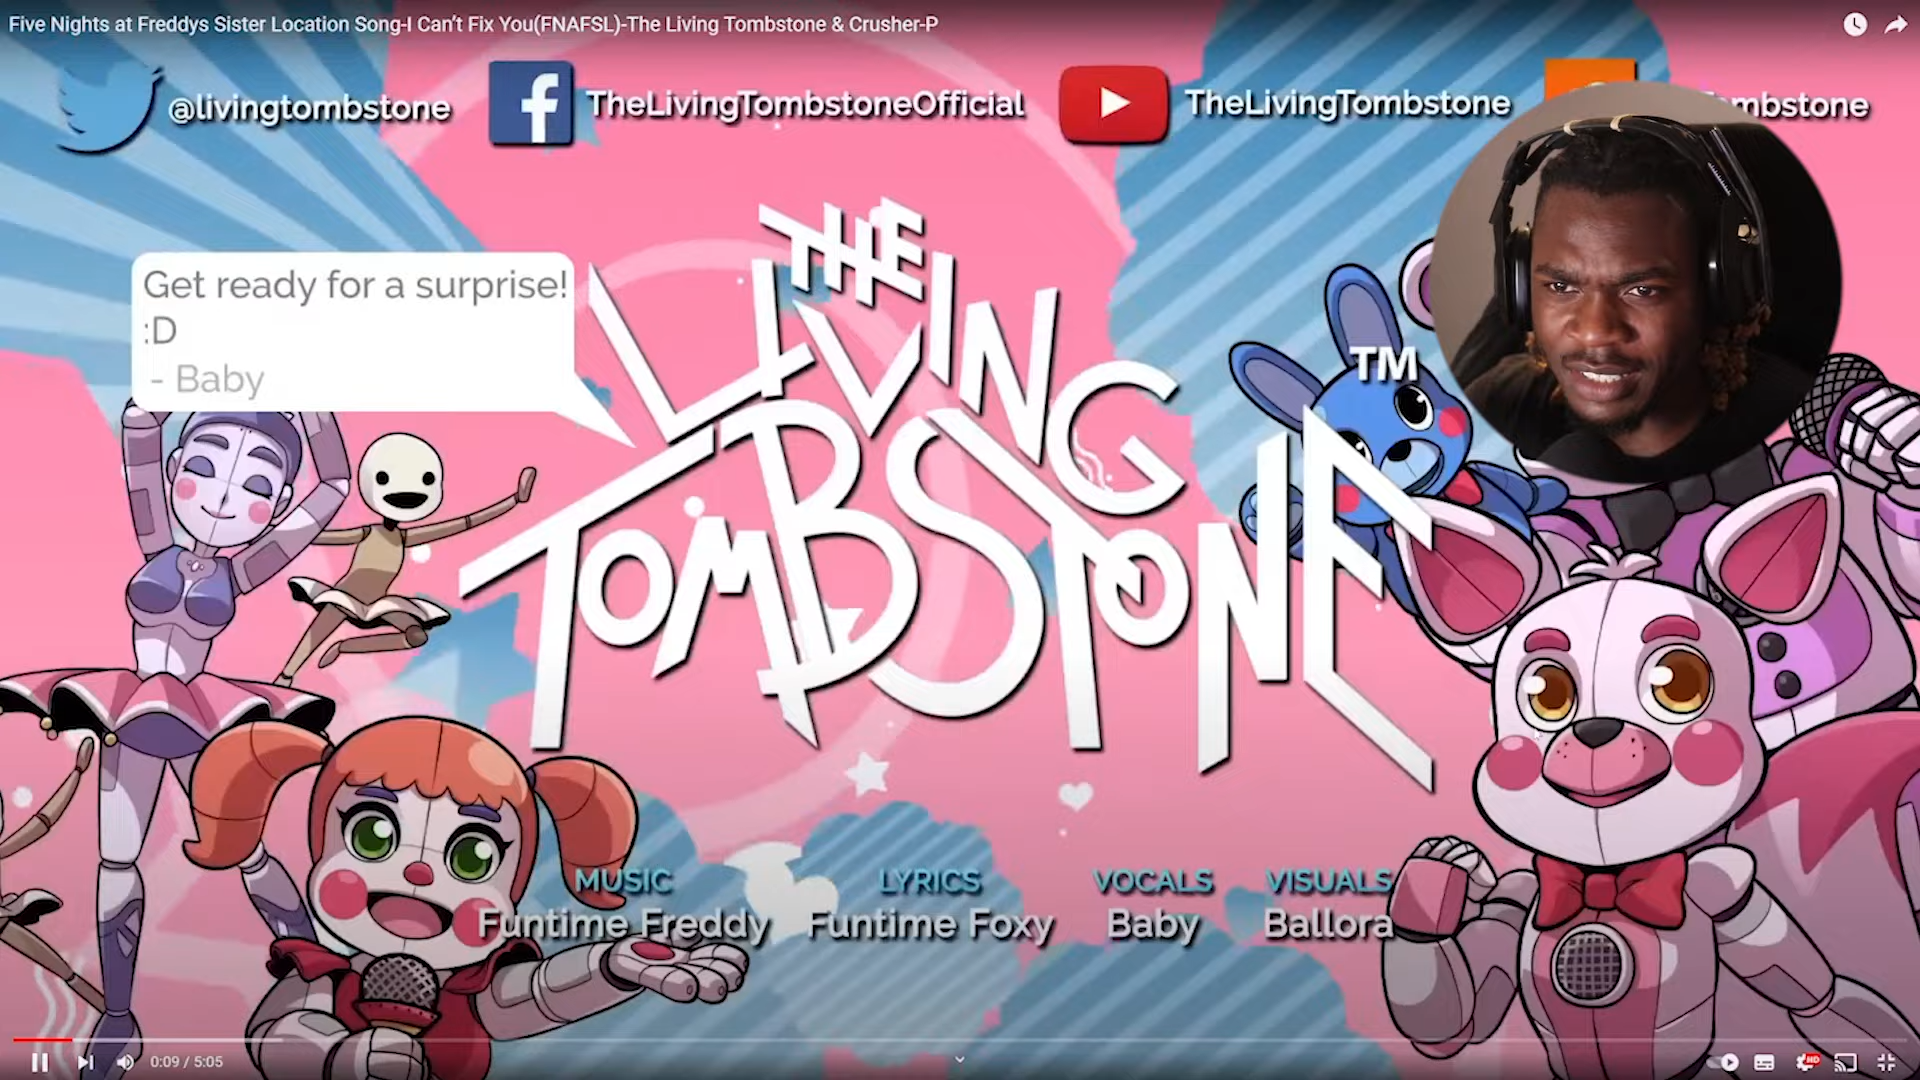 Five Nights at Freddys Sister Location Song-I Can't Fix You(FNAFSL)-The Living Tombstone & Crusher-P
@livingtombstone
TheLivingTombstoneOfficial
TheLivingTombstone
mbstone
Get ready for a surprise!
:D
- Baby
THE
LIVING
TOMBSTONE
TM
MUSIC
Funtime Freddy
LYRICS
Funtime Foxy
VOCALS
Baby
VISUALS
Ballora
0:09 / 5:05
HD